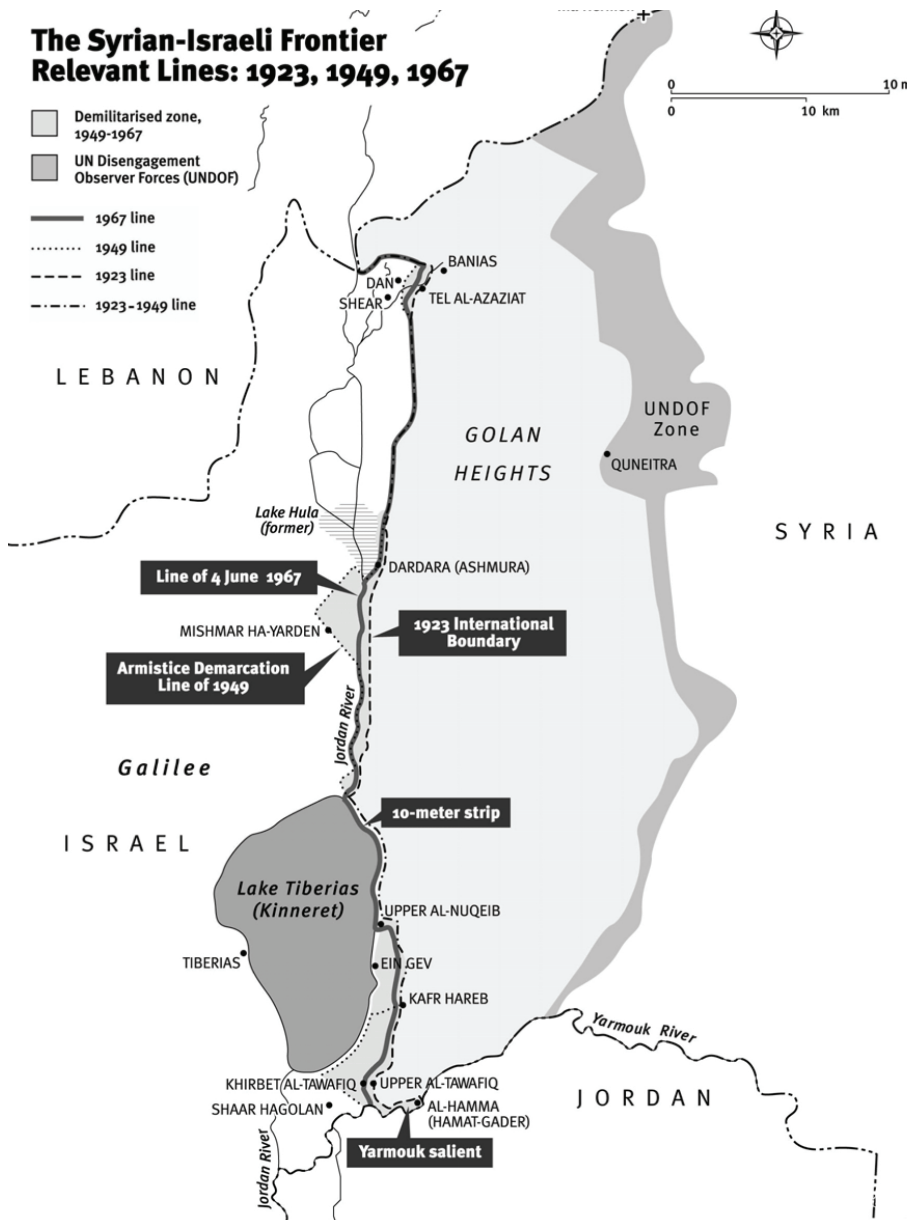 The Syrian-Israeli Frontier
Relevant Lines: 1923, 1949, 1967
Demilitarised zone,
1949-1967
UN Disengagement
Observer Forces (UNDOF)
1967 line
1949 line
1923 line
1923-1949 line
0
0
10 km
BANIAS
DAN
SHEAR
TEL AL-AZAZIAT
LEBANON
GOLAN
HEIGHTS
UNDOF
Zone
QUNEITRA
SYRIA
Lake Hula
(former)
DARDARA (ASHMURA)
Line of 4 June 1967
1923 International
Boundary
MISHMAR HA-YARDEN
Armistice Demarcation
Line of 1949
Jordan River
Galilee
10-meter strip
ISRAEL
Lake Tiberias
(Kinneret)
UPPER AL-NUQEIB
TIBERIAS
EIN GEV
KAFR HAREB
Yarmouk River
KHIRBET AL-TAWAFIQ
UPPER AL-TAWAFIQ
SHAAR HAGOLAN
AL-HAMMA
(HAMAT-GADER)
JORDAN
Jordan River
Yarmouk salient